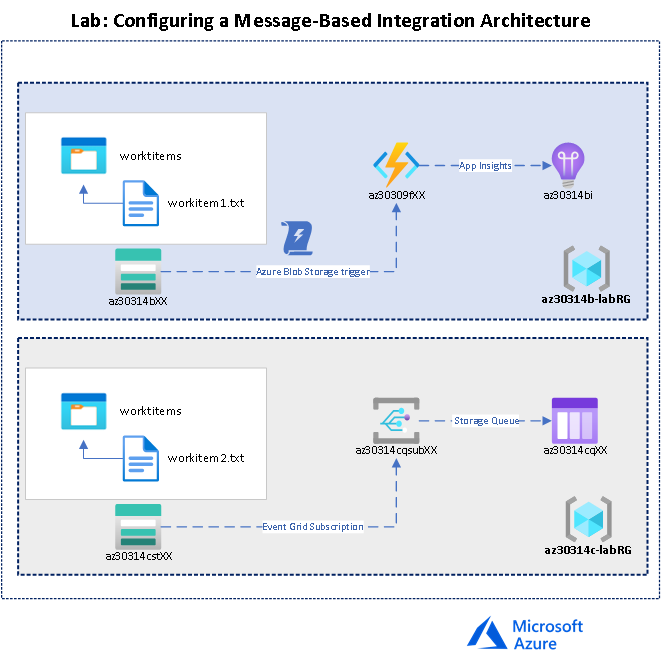 Lab: Configuring a Message-Based Integration Architecture
worktitems
workitem1.txt
az30314bXX
Azure Blob Storage trigger
az30309fXX
App Insights
az30314bi
az30314b-labRG
worktitems
workitem2.txt
az30314cstXX
Event Grid Subscription
az30314cqsubXX
Storage Queue
az30314cqXX
az30314c-labRG
Microsoft
Azure